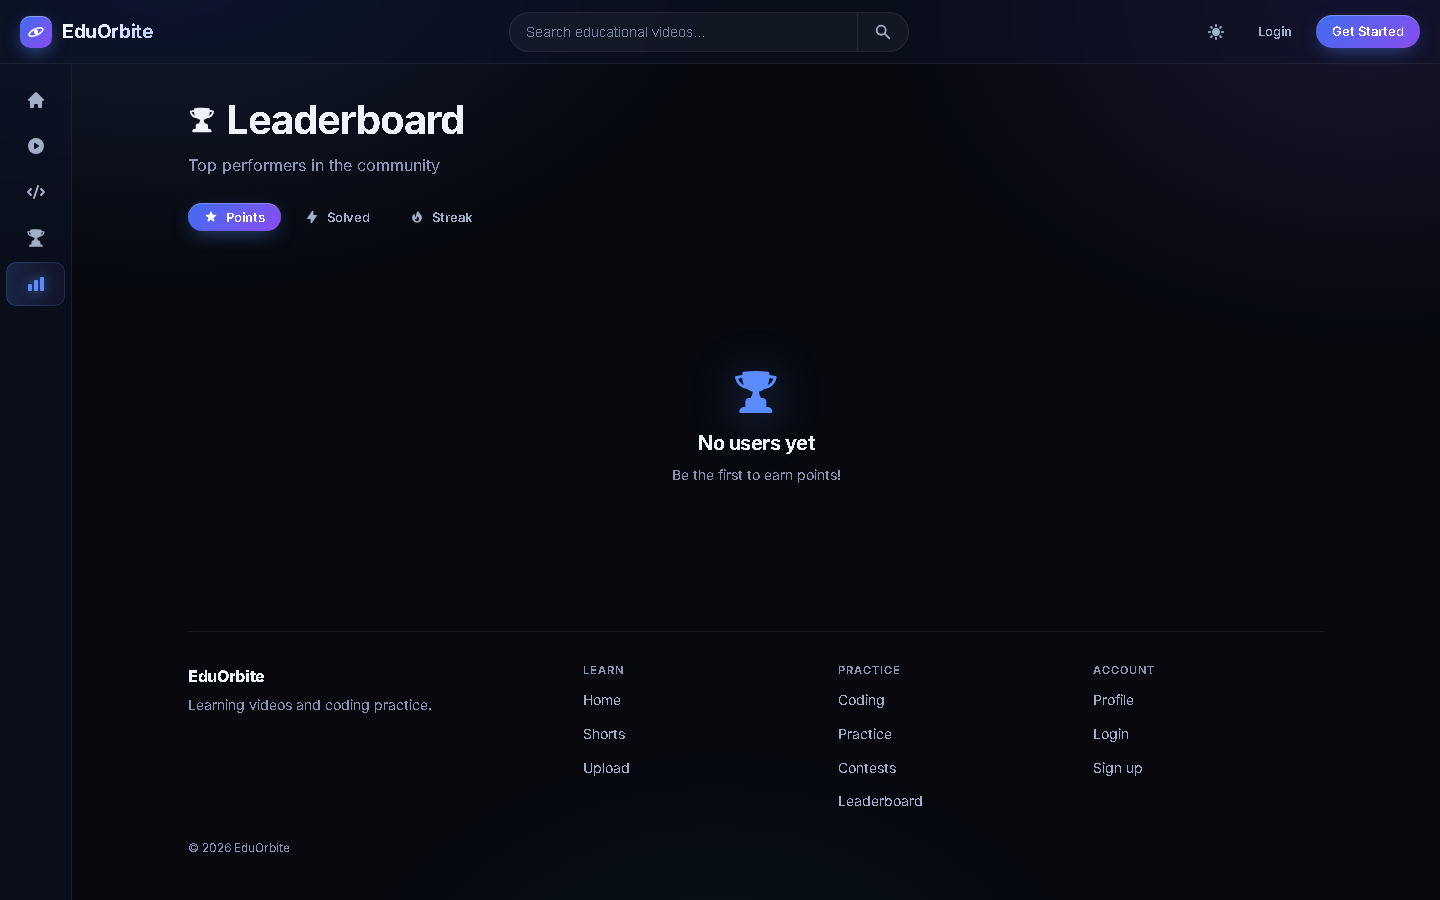 EduOrbite
Search educational videos...
Login
Get Started
Leaderboard
Top performers in the community
Points
Solved
Streak
No users yet
Be the first to earn points!
EduOrbite
Learning videos and coding practice.
LEARN
Home
Shorts
Upload
PRACTICE
Coding
Practice
Contests
Leaderboard
ACCOUNT
Profile
Login
Sign up
© 2026 EduOrbite